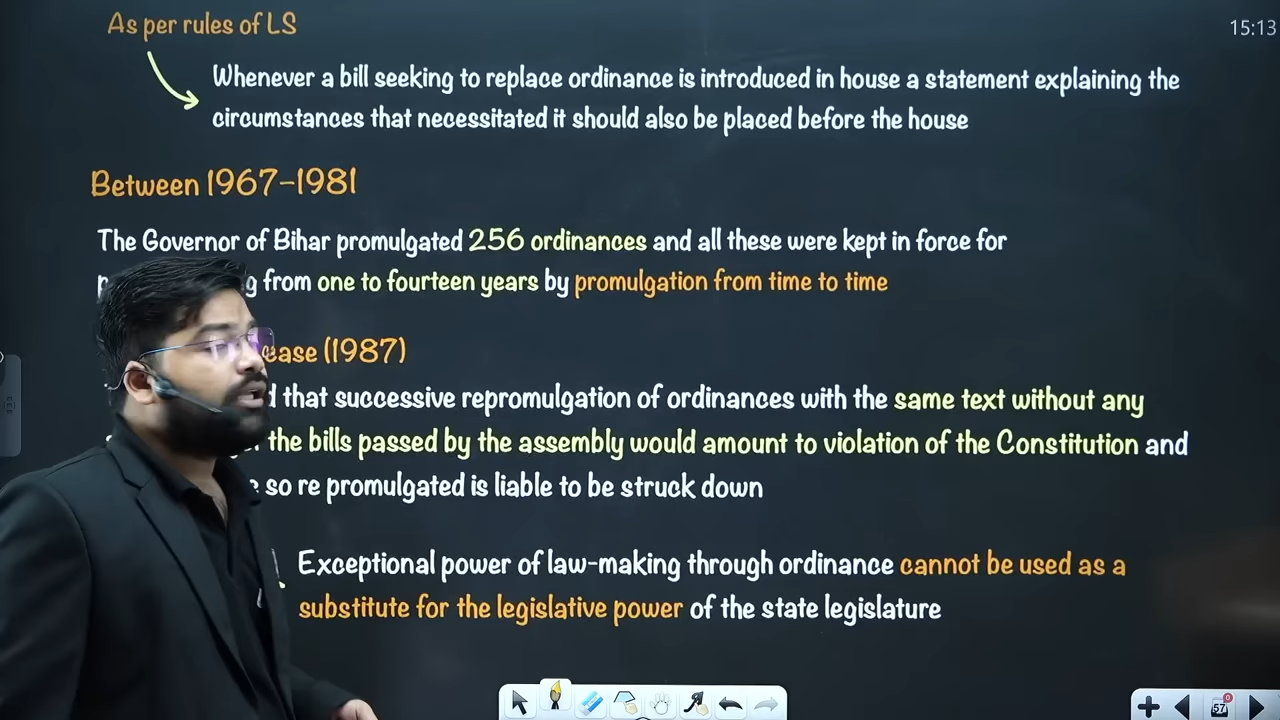 As per rules of LS
15:13
Whenever a bill seeking to replace ordinance is introduced in house a statement explaining the
circumstances that necessitated it should also be placed before the house
Between 1967-1981
The Governor of Bihar promulgated 256 ordinances and all these were kept in force for
from one to fourteen years by promulgation from time to time
case (1987)
that successive repromulgation of ordinances with the same text without any
the bills passed by the assembly would amount to violation of the Constitution and
so re promulgated is liable to be struck down
Exceptional power of law-making through ordinance cannot be used as a
substitute for the legislative power of the state legislature